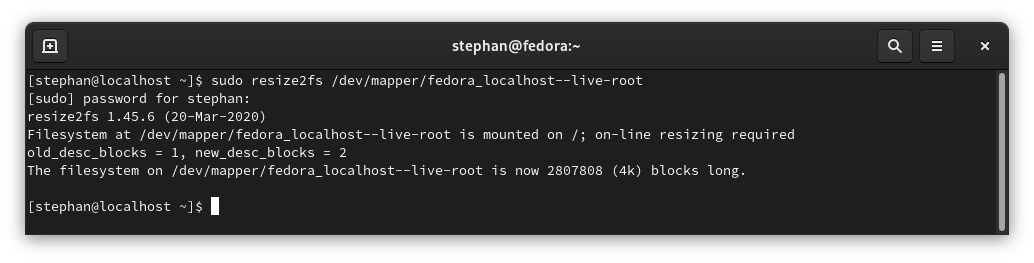 stephan@fedora:~
[stephan@localhost ~]$ sudo resize2fs /dev/mapper/fedora_localhost--live-root
[sudo] password for stephan:
resize2fs 1.45.6 (20-Mar-2020)
Filesystem at /dev/mapper/fedora_localhost--live-root is mounted on /; on-line resizing required
old_desc_blocks = 1, new_desc_blocks = 2
The filesystem on /dev/mapper/fedora_localhost--live-root is now 2807808 (4k) blocks long.
[stephan@localhost ~]$